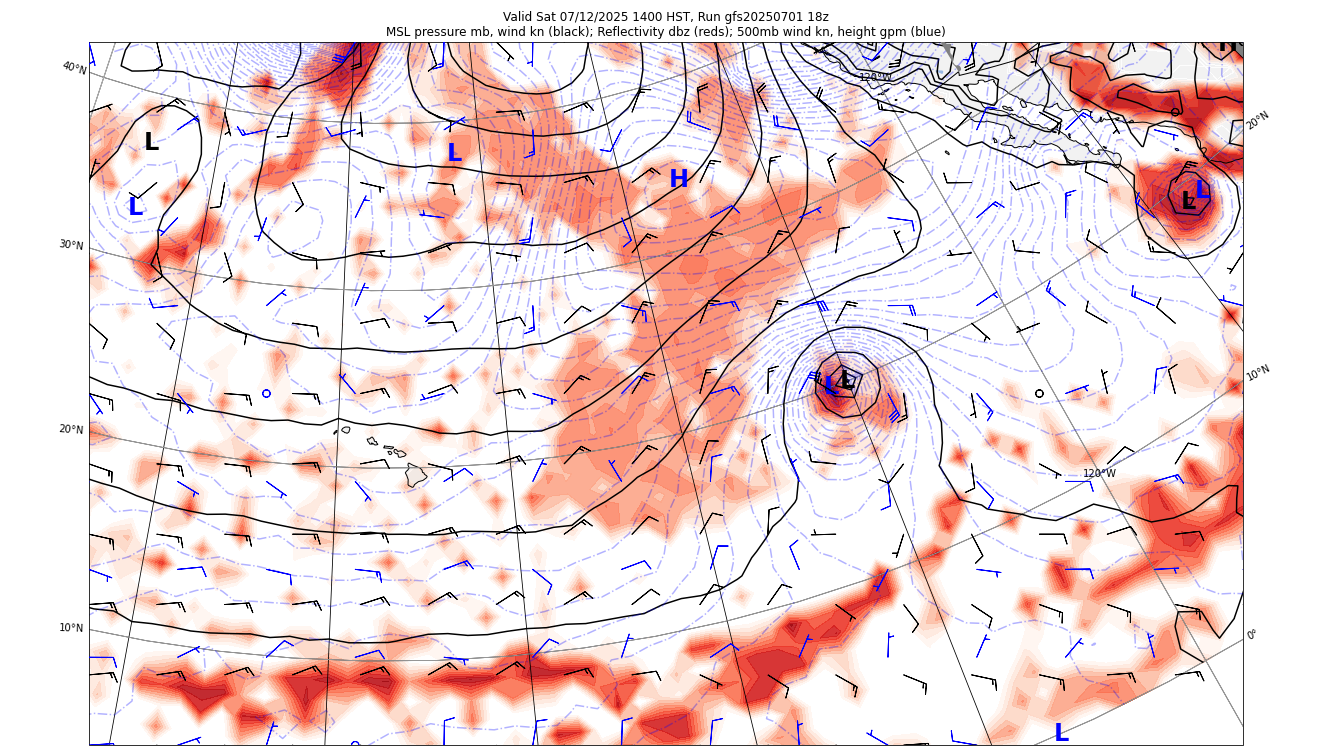 Valid Sat 07/12/2025 1400 HST, Run gfs20250701 18z
MSL pressure mb, wind kn (black); Reflectivity dbz (reds); 500mb wind kn, height gpm (blue)
H
40°N
120°W
20°N
L
L
H
L
L
L
30°N
L
L
10°N
20°N
120°W
10°N
0°
L